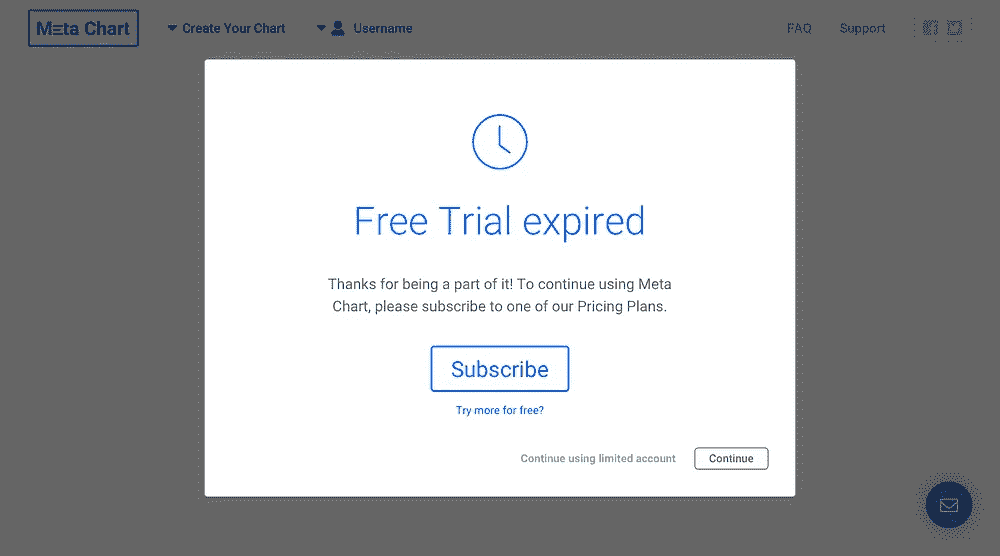 MΞta Chart
Create Your Chart
Username
FAQ
Support
Free Trial expired
Thanks for being a part of it! To continue using Meta
Chart, please subscribe to one of our Pricing Plans.
Subscribe
Try more for free?
Continue using limited account
Continue